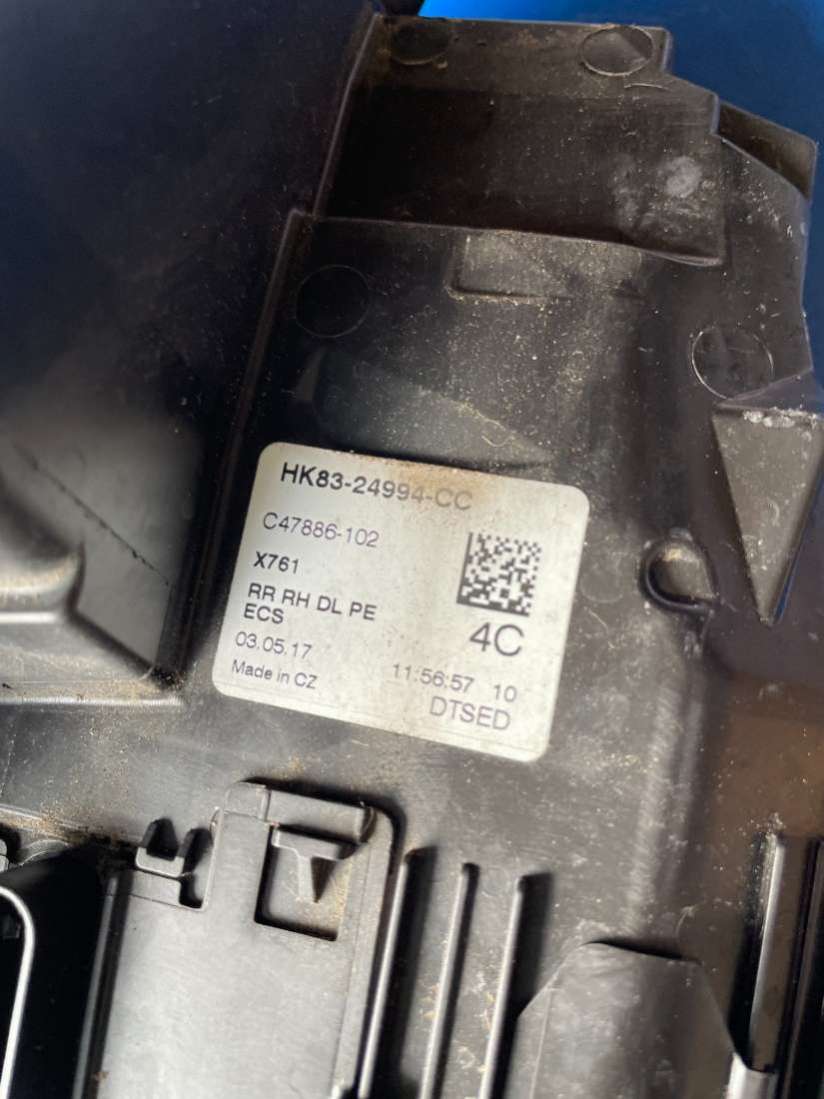 HK83-24994-CC
C47886-102
X761
RR RH DL PE
ECS
4C
03.05.17 11:56:57 10
Made in CZ DTSED